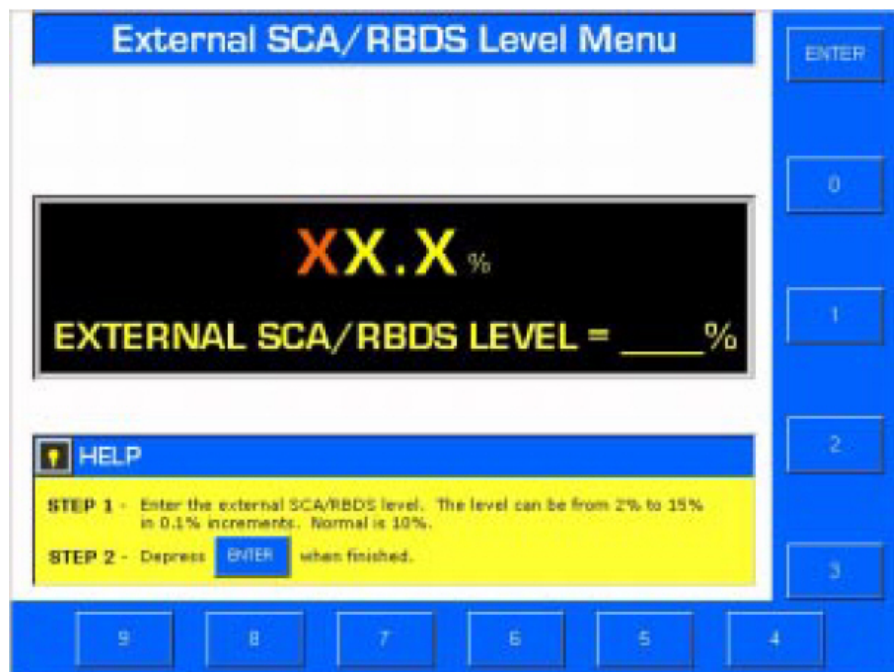 External SCA/RBDS Level Menu
ENTER
0
XX.X %
1
EXTERNAL SCA/RBDS LEVEL = ____%
2
HELP
STEP 1 - Enter the external SCA/RBDS level. The level can be from 2% to 15%
in 0.1% increments. Normal is 10%.
STEP 2 - Depress ENTER when finished.
3
9 8 7 6 5 4